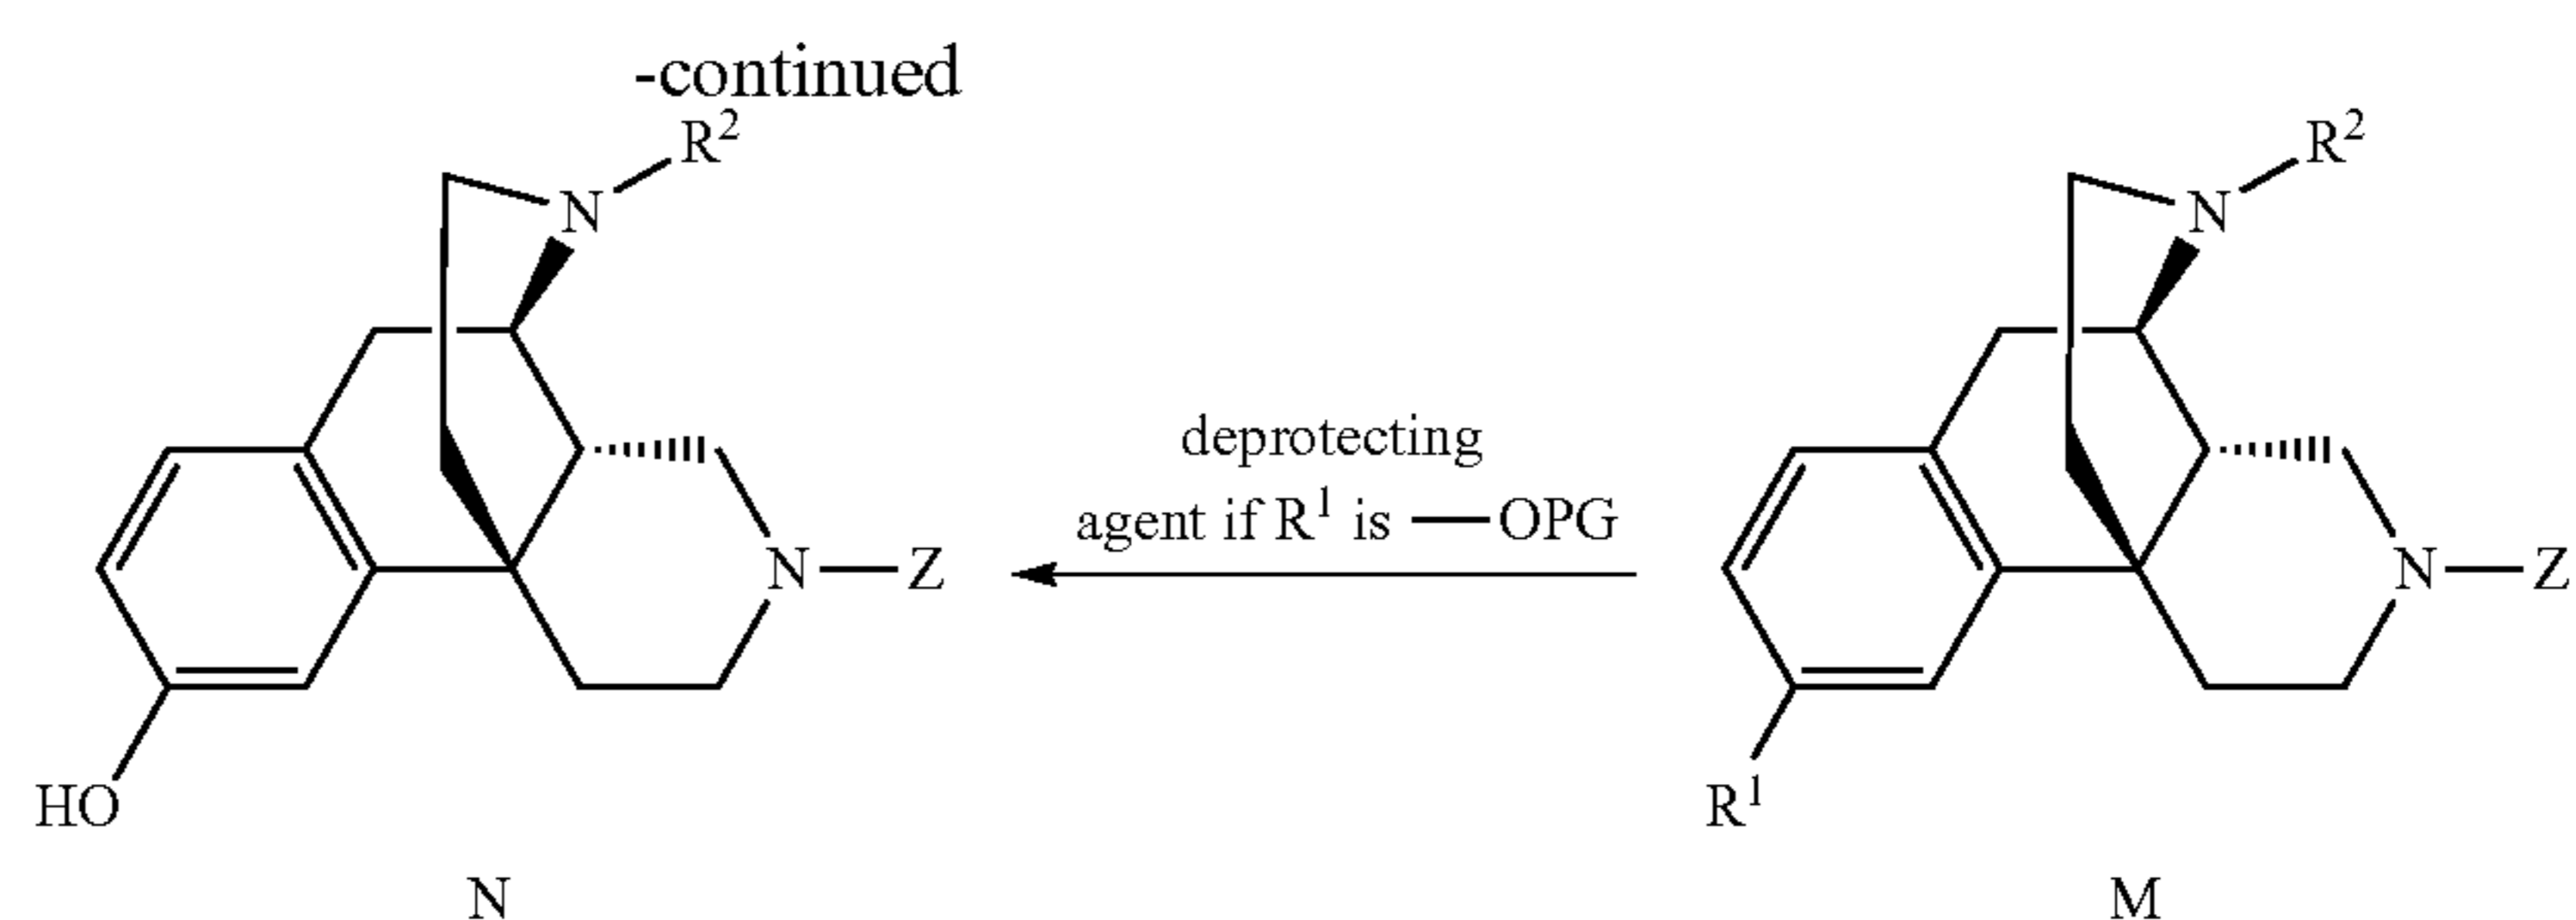 -continued
R²
N
R²
N
deprotecting
agent if R¹ is —OPG
N—Z
N—Z
HO
R¹
N
M